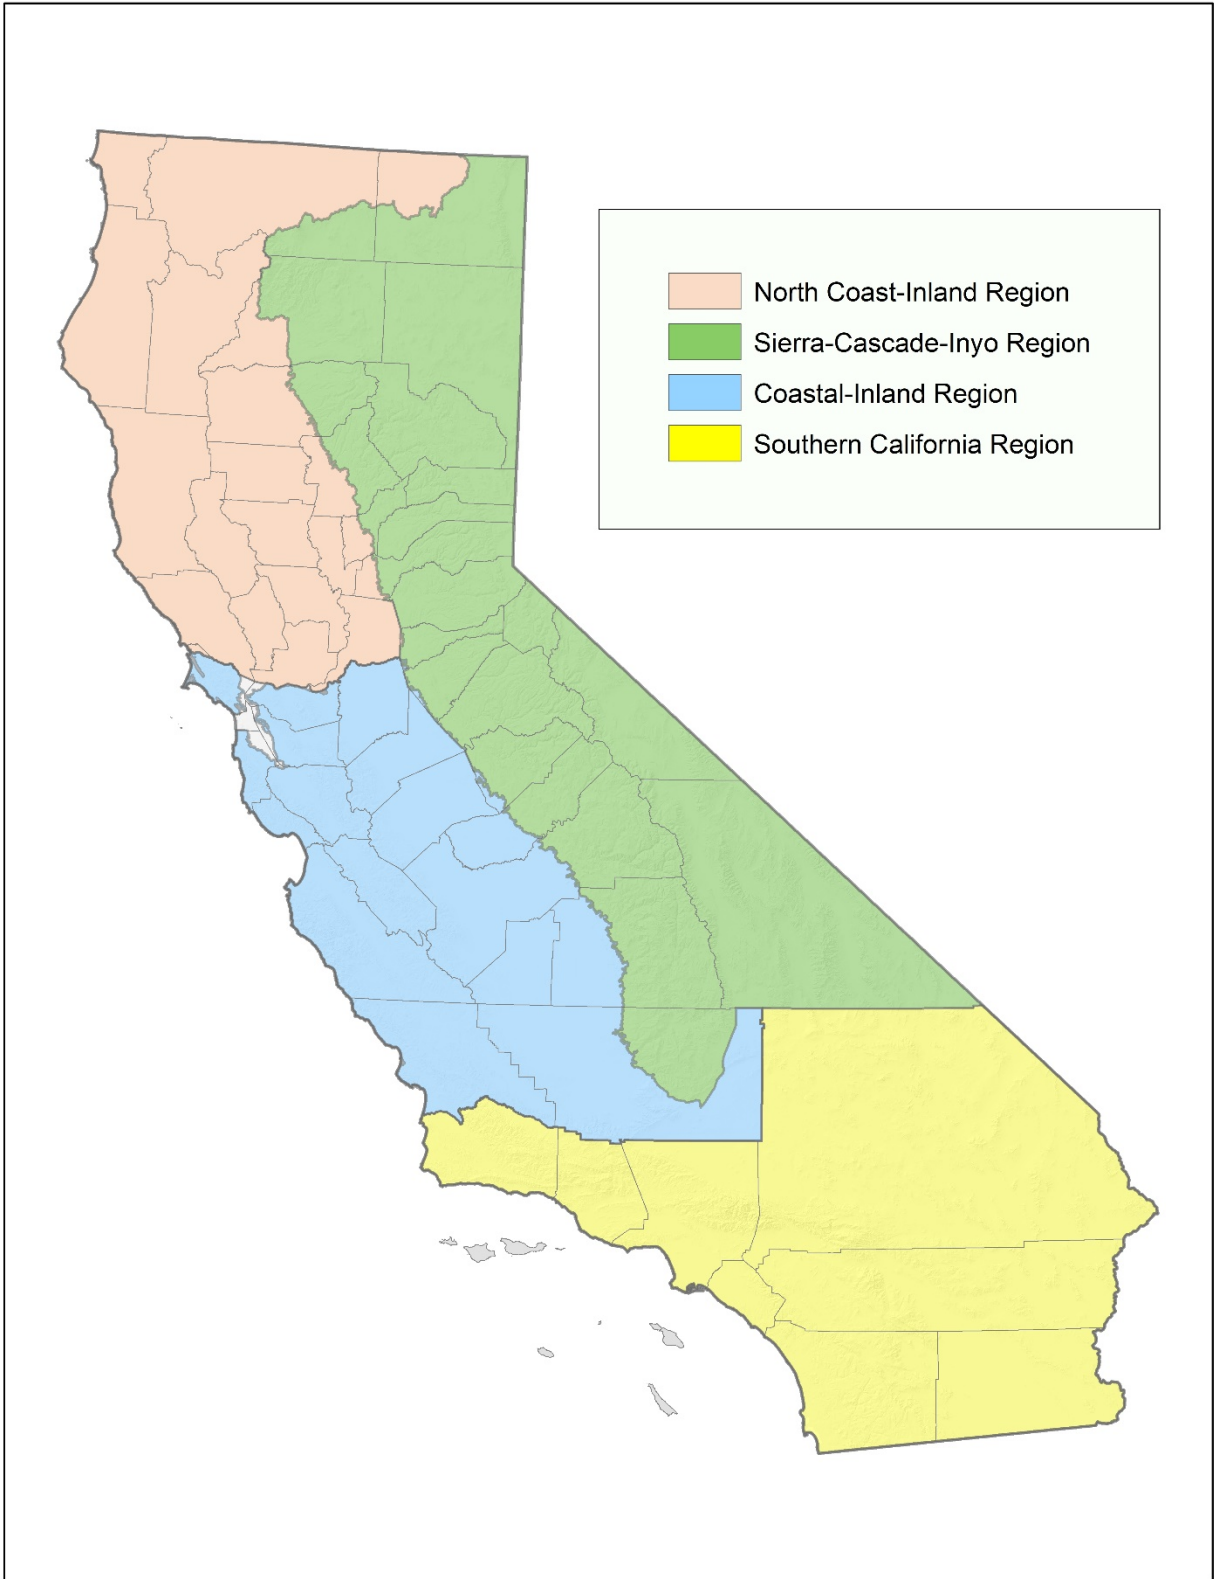 North Coast-Inland Region
Sierra-Cascade-Inyo Region
Coastal-Inland Region
Southern California Region